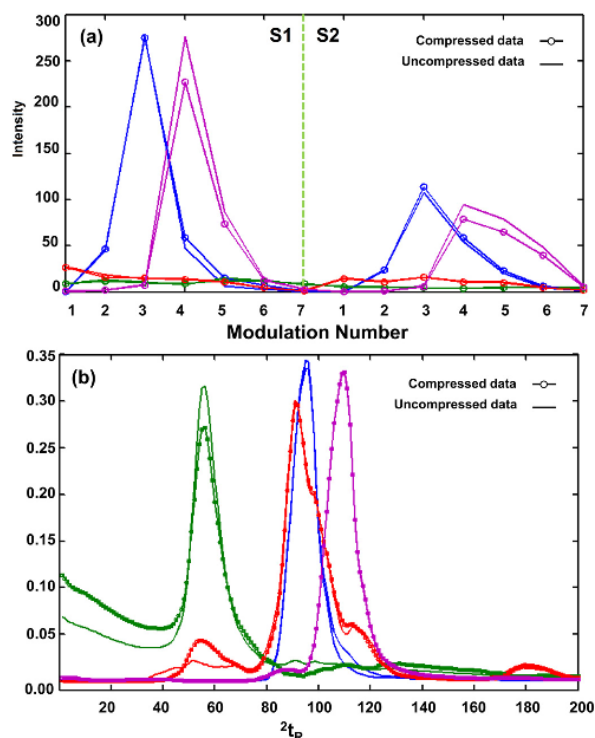 300
(a)
S1
S2
Compressed data
Uncompressed data
250
200
150
100
50
0
Intensity
1 2 3 4 5 6 7 1 2 3 4 5 6 7
Modulation Number
0.35
(b)
Compressed data
Uncompressed data
0.30
0.25
0.20
0.15
0.10
0.05
0.00
20 40 60 80 100 120 140 160 180 200
²tR